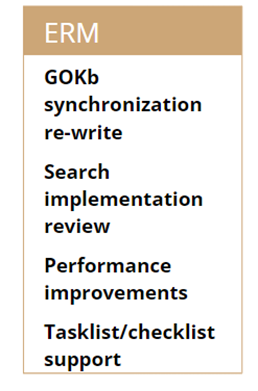 ERM
GOKb
synchronization
re-write
Search
implementation
review
Performance
improvements
Tasklist/checklist
support